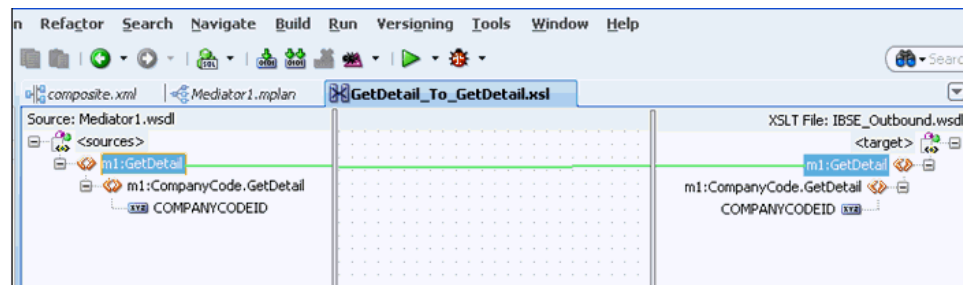 n Refactor Search Navigate Build Run Versioning Tools Window Help
Searc
composite.xml Mediator1.mplan GetDetail_To_GetDetail.xsl
Source: Mediator1.wsdl XSLT File: IBSE_Outbound.wsdl
<sources> <target>
m1:GetDetail m1:GetDetail
m1:CompanyCode.GetDetail m1:CompanyCode.GetDetail
COMPANYCODEID COMPANYCODEID